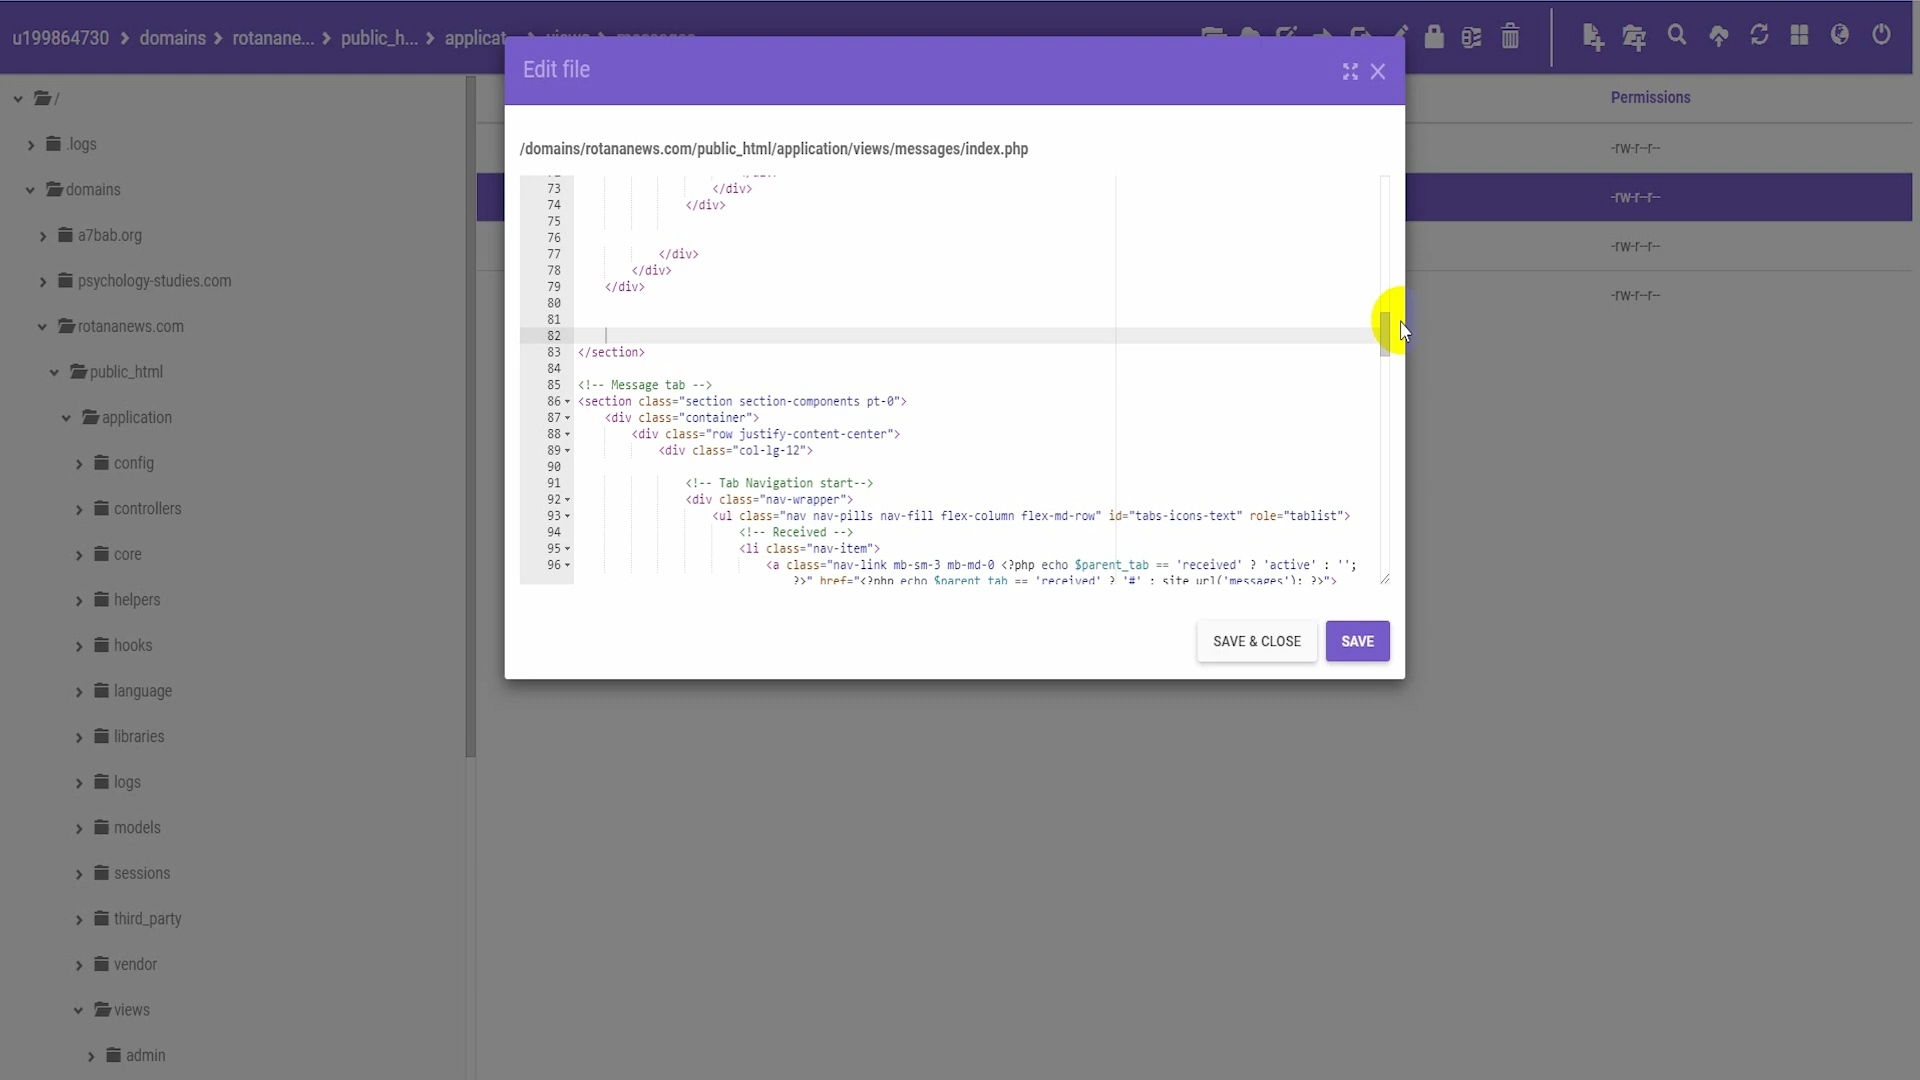 u199864730 > domains > rotanane... > public_h... > applicat
Edit file
/
.logs
domains
a7bab.org
psychology-studies.com
rotananews.com
public_html
application
config
controllers
core
helpers
hooks
language
libraries
logs
models
sessions
third_party
vendor
views
admin
/domains/rotananews.com/public_html/application/views/messages/index.php
73 </div>
74 </div>
75
76
77 </div>
78 </div>
79 </div>
80
81
82
83 </section>
84
85 <!-- Message tab -->
86 <section class="section section-components pt-0">
87 <div class="container">
88 <div class="row justify-content-center">
89 <div class="col-lg-12">
90
91 <!-- Tab Navigation start-->
92 <div class="nav-wrapper">
93 <ul class="nav nav-pills nav-fill flex-column flex-md-row" id="tabs-icons-text" role="tablist">
94 <!-- Received -->
95 <li class="nav-item">
96 <a class="nav-link mb-sm-3 mb-md-0 <?php echo $parent_tab == 'received' ? 'active' : '';
?>" href="<?php echo $parent_tab == 'received' ? '#' : site_url('messages'); ?>">
SAVE & CLOSE
SAVE
Permissions
-rw-r--r--
-rw-r--r--
-rw-r--r--
-rw-r--r--